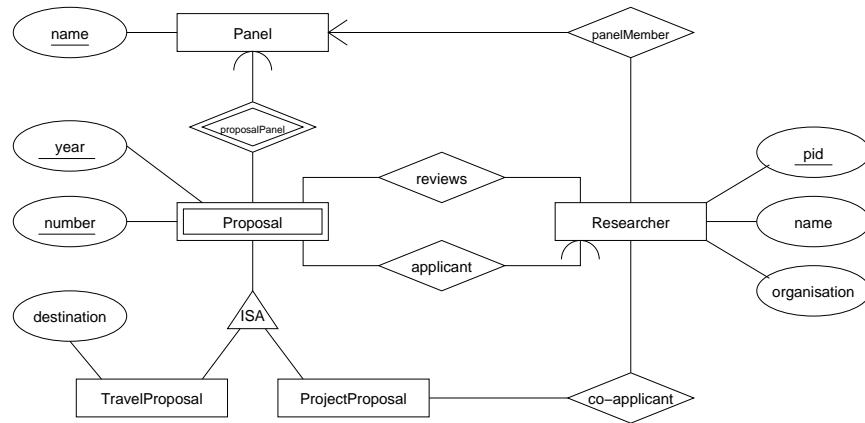 name
Panel
panelMember
proposalPanel
year
pid
reviews
number
Proposal
Researcher
name
applicant
organisation
destination
ISA
TravelProposal
ProjectProposal
co−applicant